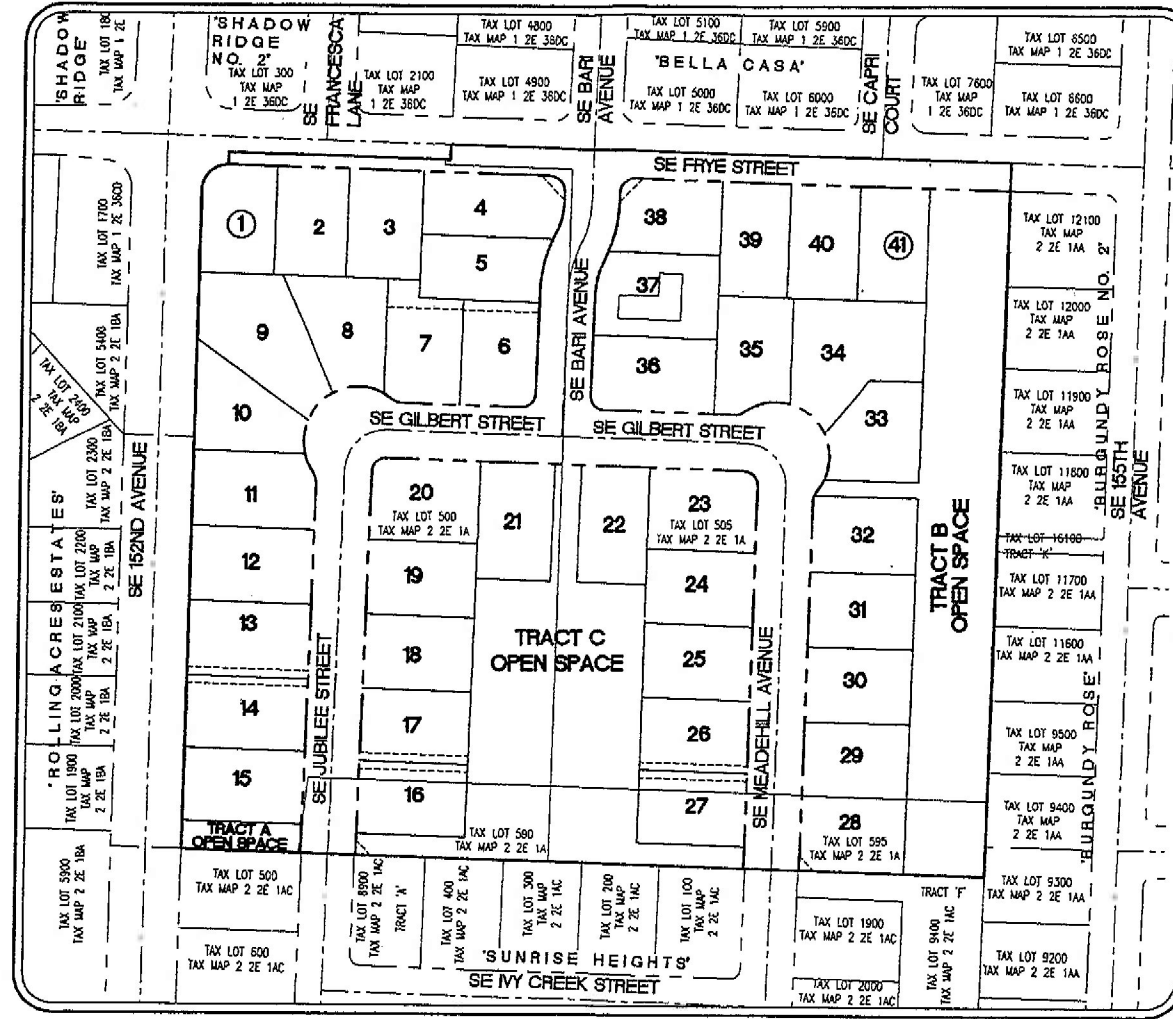 'SHADOW
RIDGE'
TAX LOT 180
TAX MAP 1 2E
'SHADOW
RIDGE
NO. 2'
TAX LOT 300
TAX MAP
1 2E 36DC
SE
FRANCESCA
LANE
TAX LOT 2100
TAX MAP
1 2E 36DC
TAX LOT 4800
TAX MAP 1 2E 36DC
TAX LOT 4900
TAX MAP 1 2E 36DC
SE BARI
AVENUE
TAX LOT 5100
TAX MAP 1 2E 36DC
TAX LOT 5900
TAX MAP 1 2E 36DC
'BELLA CASA'
TAX LOT 5000
TAX MAP 1 2E 36DC
TAX LOT 6000
TAX MAP 1 2E 36DC
SE CAPRI
COURT
TAX LOT 7600
TAX MAP
1 2E 36DC
TAX LOT 6500
TAX MAP 1 2E 36DC
TAX LOT 6600
TAX MAP 1 2E 36DC
SE FRYE STREET
TAX LOT 1700
TAX MAP 1 2E 36CD
1
2
3
4
5
38
37
36
39
40
41
TAX LOT 12100
TAX MAP
2 2E 1AA
TAX LOT 5400
TAX MAP 2 2E 1BA
9
8
7
6
SE BARI AVENUE
35
34
33
TAX LOT 12000
TAX MAP
2 2E 1AA
TAX LOT 2400
TAX MAP
2 2E 1BA
10
SE GILBERT STREET
SE GILBERT STREET
TAX LOT 11900
TAX MAP
2 2E 1AA
'BURGUNDY ROSE NO. 2'
SE 155TH
AVENUE
TAX LOT 2300
TAX MAP 2 2E 1BA
SE 152ND AVENUE
11
20
TAX LOT 500
TAX MAP 2 2E 1A
21
22
23
TAX LOT 505
TAX MAP 2 2E 1A
32
TAX LOT 11800
TAX MAP
2 2E 1AA
TAX LOT 16100
TRACT 'K'
'ROLLING ACRES ESTATES'
TAX LOT 2200
TAX MAP
2 2E 1BA
12
19
24
31
TRACT B
OPEN SPACE
TAX LOT 11700
TAX MAP 2 2E 1AA
TAX LOT 2100
TAX MAP
2 2E 1BA
13
18
TRACT C
OPEN SPACE
25
30
TAX LOT 11600
TAX MAP 2 2E 1AA
TAX LOT 2000
TAX MAP
2 2E 1BA
14
SE JUBILEE STREET
17
26
SE MEADEHILL AVENUE
29
TAX LOT 9500
TAX MAP
2 2E 1AA
'BURGUNDY ROSE'
TAX LOT 1900
TAX MAP
2 2E 1BA
15
16
27
28
TAX LOT 595
TAX MAP 2 2E 1A
TAX LOT 9400
TAX MAP
2 2E 1AA
TRACT A
OPEN SPACE
TAX LOT 590
TAX MAP 2 2E 1A
TAX LOT 5900
TAX MAP 2 2E 1BA
TAX LOT 500
TAX MAP 2 2E 1AC
TAX LOT 600
TAX MAP 2 2E 1AC
TAX LOT 8900
TAX MAP 2 2E 1AC
TRACT 'A'
TAX LOT 400
TAX MAP 2 2E 1AC
TAX LOT 300
TAX MAP
2 2E 1AC
TAX LOT 200
TAX MAP
2 2E 1AC
TAX LOT 100
TAX MAP
2 2E 1AC
TAX LOT 1900
TAX MAP 2 2E 1AC
TRACT 'F'
TAX LOT 9400
TAX MAP
2 2E 1AC
TAX LOT 9300
TAX MAP 2 2E 1AA
'SUNRISE HEIGHTS'
SE IVY CREEK STREET
TAX LOT 2000
TAX MAP 2 2E 1AC
TAX LOT 9200
TAX MAP 2 2E 1AA